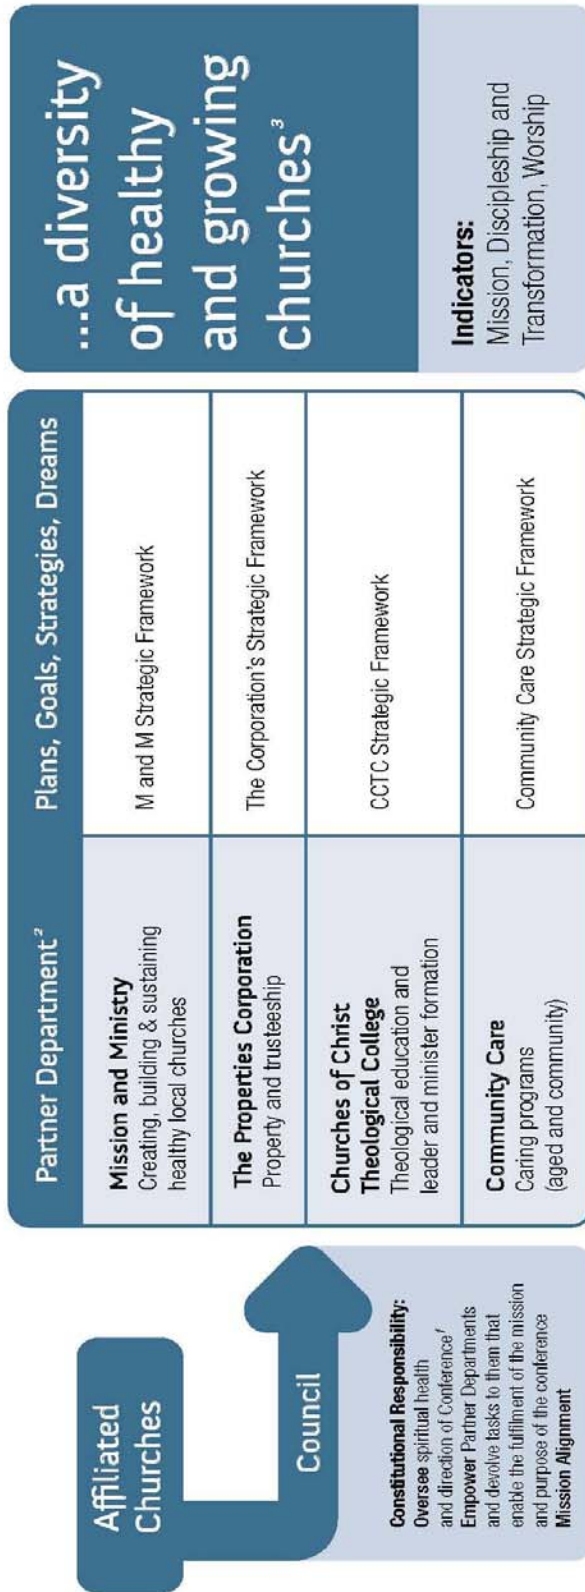 Affiliated
Churches
Council
Constitutional Responsibility:
Oversee spiritual health
and direction of Conference¹
Empower Partner Departments
and devolve tasks to them that
enable the fulfilment of the mission
and purpose of the conference
Mission Alignment
Partner Department²
Plans, Goals, Strategies, Dreams
Mission and Ministry
Creating, building & sustaining
healthy local churches
M and M Strategic Framework
The Properties Corporation
Property and trusteeship
The Corporation's Strategic Framework
Churches of Christ
Theological College
Theological education and
leader and minister formation
CCTC Strategic Framework
Community Care
Caring programs
(aged and community)
Community Care Strategic Framework
...a diversity
of healthy
and growing
churches³
Indicators:
Mission, Discipleship and
Transformation, Worship